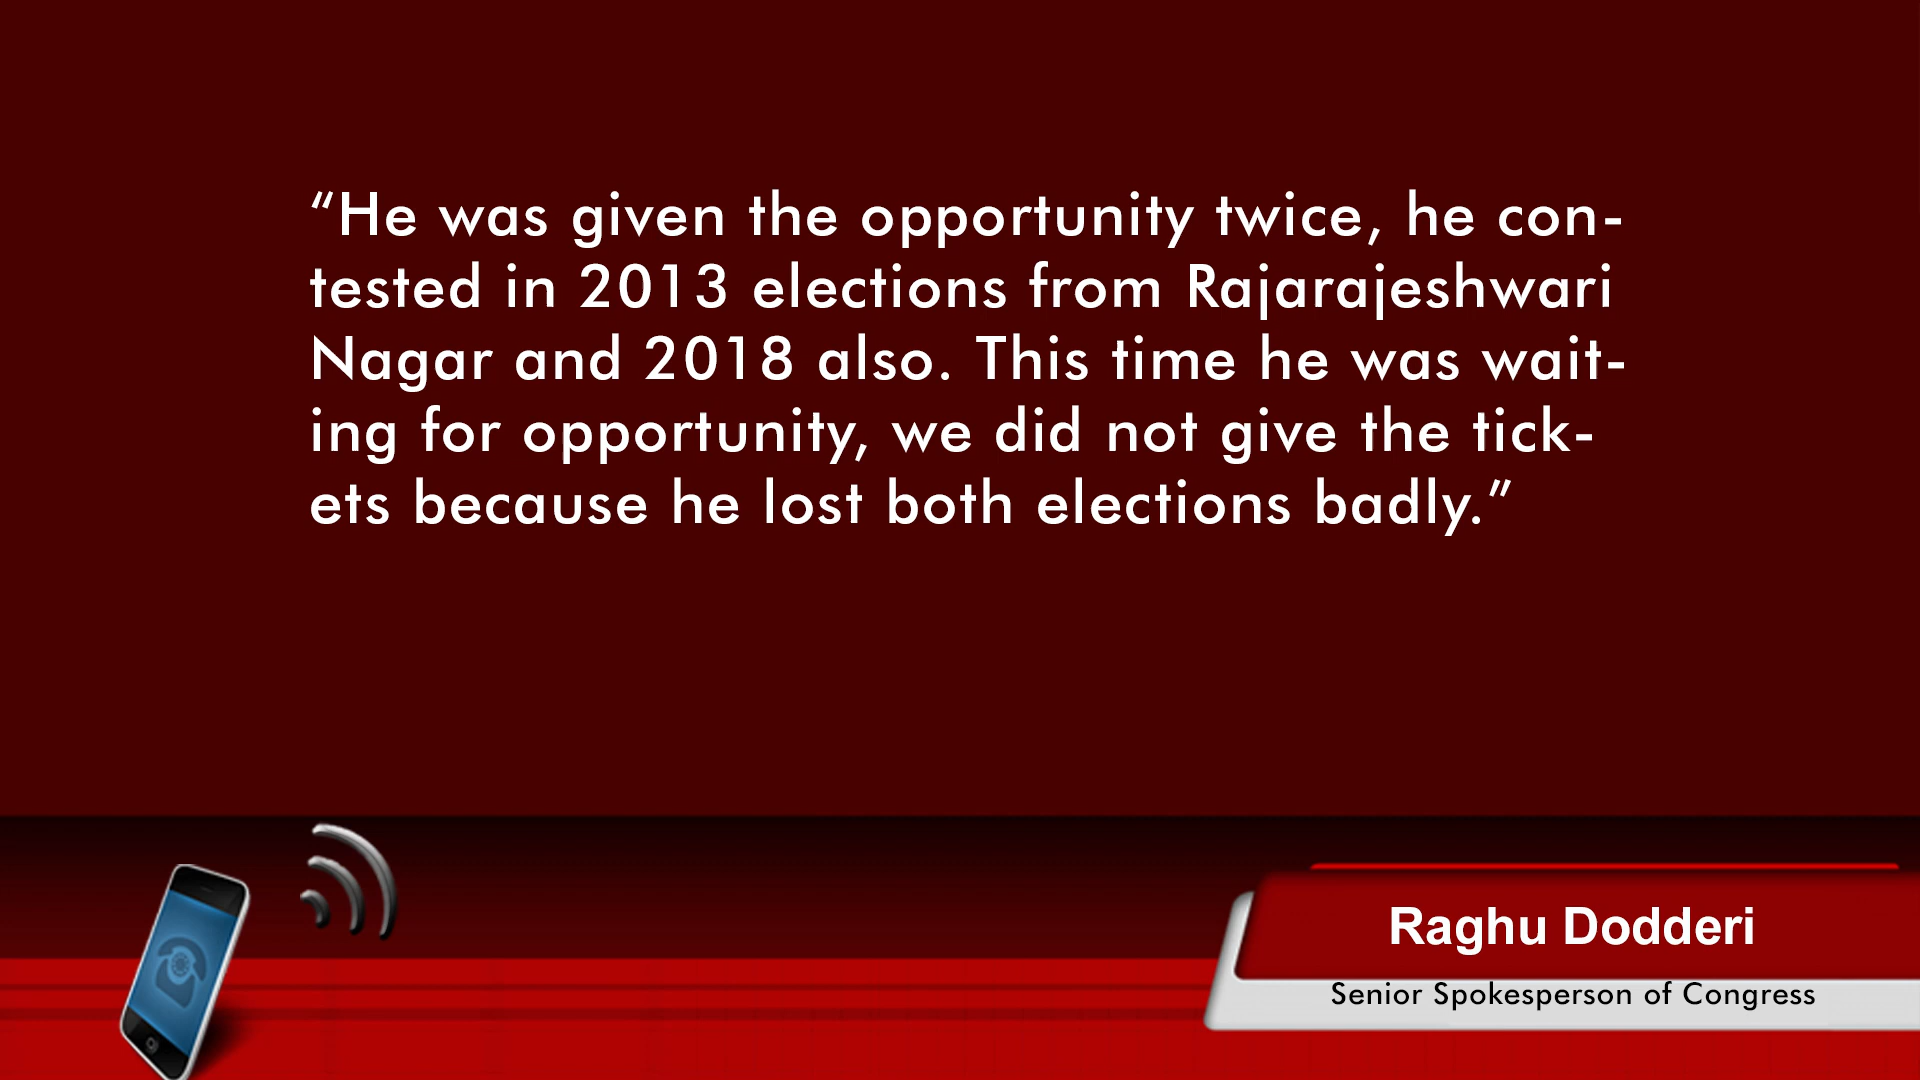 “He was given the opportunity twice, he con-
tested in 2013 elections from Rajarajeshwari
Nagar and 2018 also. This time he was wait-
ing for opportunity, we did not give the tick-
ets because he lost both elections badly.”
Raghu Dodderi
Senior Spokesperson of Congress